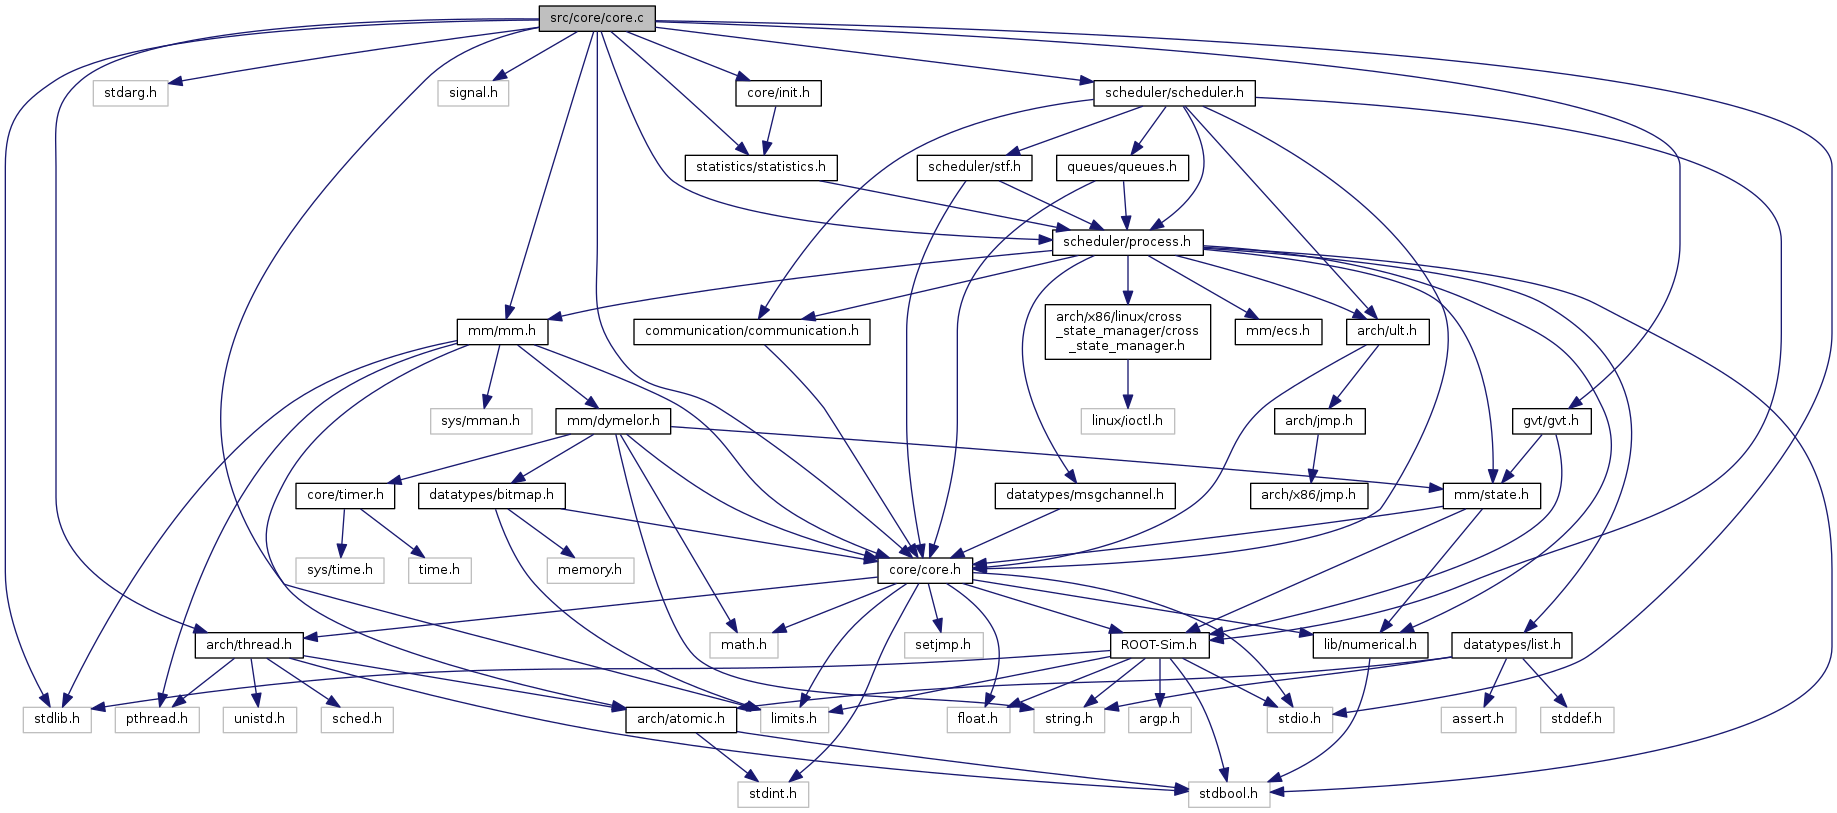 src/core/core.c
stdarg.h
signal.h
core/init.h
scheduler/scheduler.h
statistics/statistics.h
scheduler/stf.h
queues/queues.h
scheduler/process.h
mm/mm.h
communication/communication.h
arch/x86/linux/cross
_state_manager/cross
_state_manager.h
mm/ecs.h
arch/ult.h
sys/mman.h
mm/dymelor.h
linux/ioctl.h
arch/jmp.h
gvt/gvt.h
core/timer.h
datatypes/bitmap.h
datatypes/msgchannel.h
arch/x86/jmp.h
mm/state.h
sys/time.h
time.h
memory.h
core/core.h
arch/thread.h
math.h
setjmp.h
ROOT-Sim.h
lib/numerical.h
datatypes/list.h
stdlib.h
pthread.h
unistd.h
sched.h
arch/atomic.h
limits.h
float.h
string.h
argp.h
stdio.h
assert.h
stddef.h
stdint.h
stdbool.h